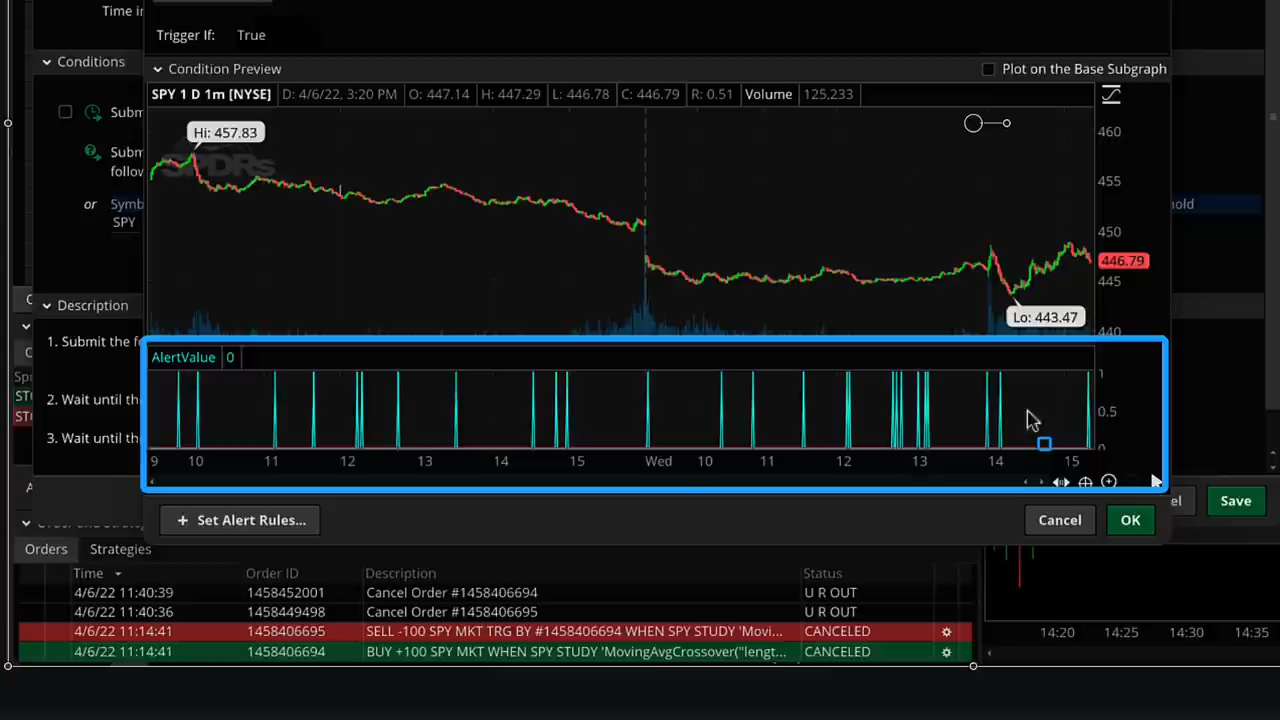 Time in
Trigger If: True
Conditions
Condition Preview
Plot on the Base Subgraph
SPY 1 D 1m [NYSE] D: 4/6/22, 3:20 PM O: 447.14 H: 447.29 L: 446.78 C: 446.79 R: 0.51 Volume 125,233
Subm
Hi: 457.83
460
Subm
follov
SPDRs
455
or Symb
SPY
old
450
446.79
445
Description
Lo: 443.47
440
1. Submit the f
AlertValue 0
1
2. Wait until th
0.5
3. Wait until th
0
9 10 11 12 13 14 15 Wed 10 11 12 13 14 15
el
Save
+ Set Alert Rules...
Cancel
OK
Orders Strategies
Time Order ID Description Status
4/6/22 11:40:39 1458452001 Cancel Order #1458406694 U R OUT
4/6/22 11:40:36 1458449498 Cancel Order #1458406695 U R OUT
4/6/22 11:14:41 1458406695 SELL -100 SPY MKT TRG BY #1458406694 WHEN SPY STUDY 'Movi... CANCELED
4/6/22 11:14:41 1458406694 BUY +100 SPY MKT WHEN SPY STUDY 'MovingAvgCrossover("lengt... CANCELED
14:20 14:25 14:30 14:35